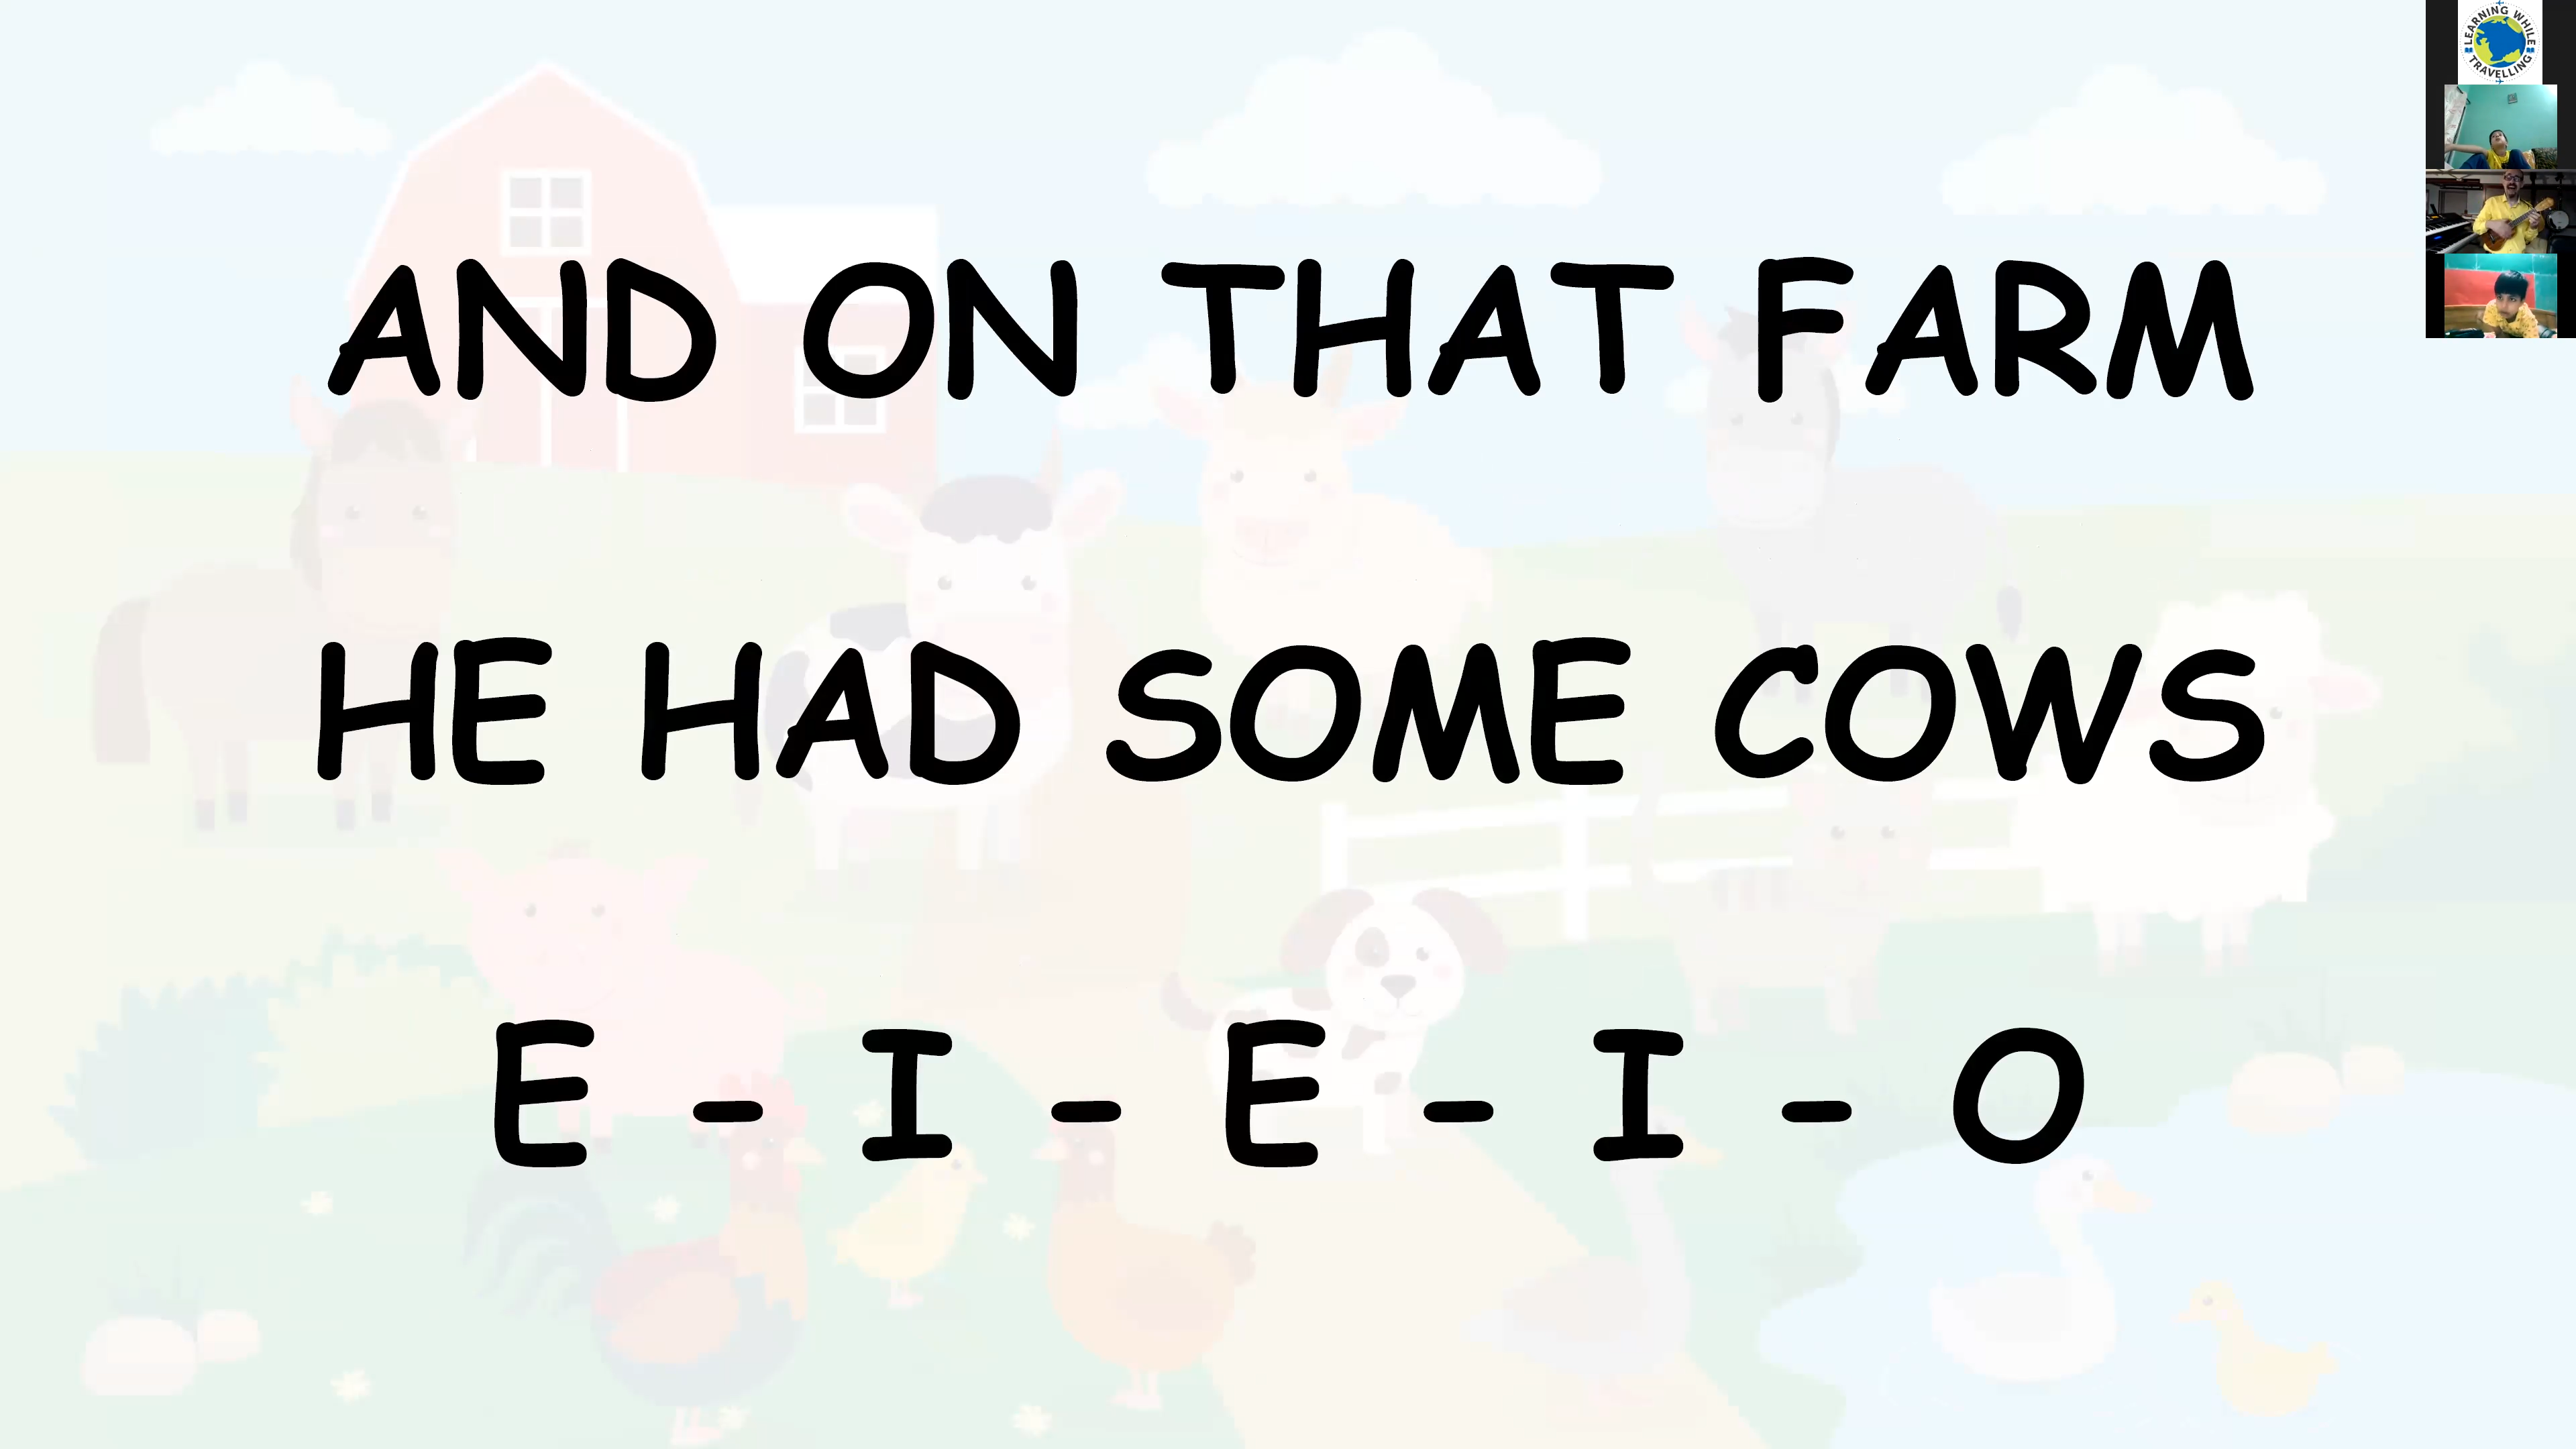 AND ON THAT FARM
HE HAD SOME COWS
E - I - E - I - O
LEARNING WHILE
TRAVELLING